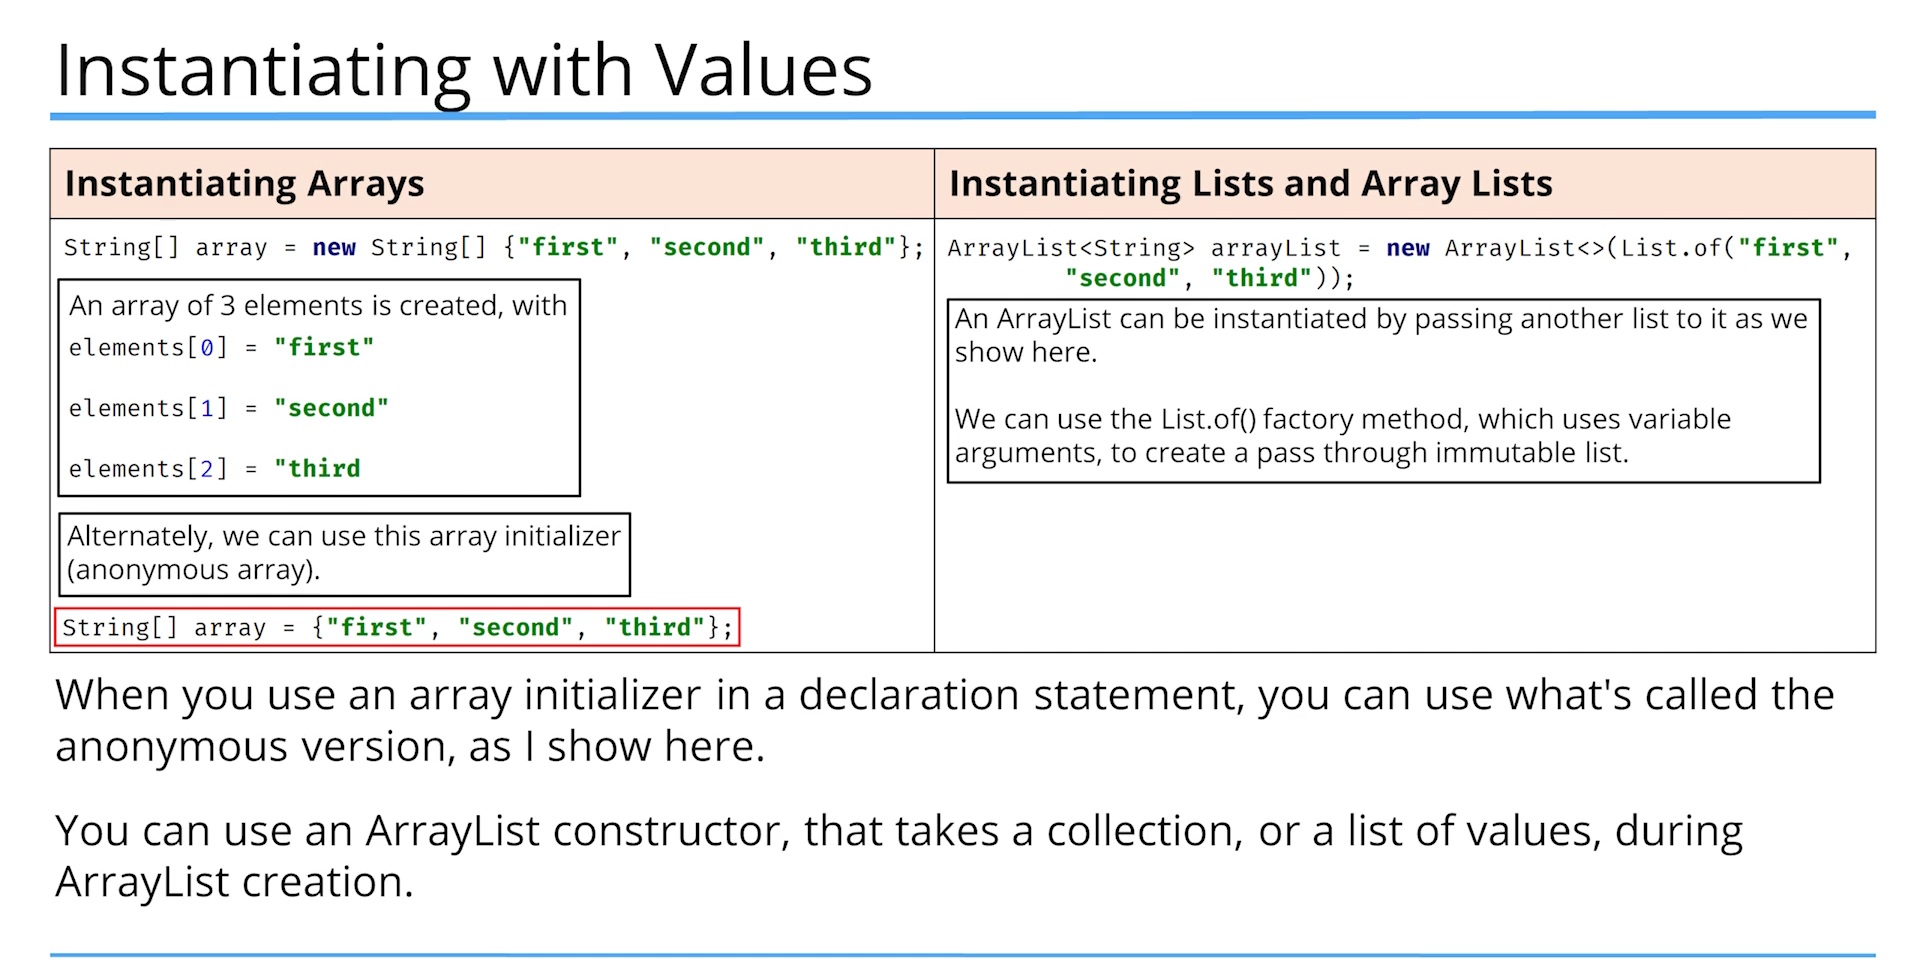 Instantiating with Values
Instantiating Arrays
String[] array = new String[] {"first", "second", "third"};
An array of 3 elements is created, with
elements[0] = "first"
elements[1] = "second"
elements[2] = "third
Alternately, we can use this array initializer
(anonymous array).
String[] array = {"first", "second", "third"};
Instantiating Lists and Array Lists
ArrayList<String> arrayList = new ArrayList<>(List.of("first",
"second", "third"));
An ArrayList can be instantiated by passing another list to it as we
show here.
We can use the List.of() factory method, which uses variable
arguments, to create a pass through immutable list.
When you use an array initializer in a declaration statement, you can use what's called the
anonymous version, as I show here.
You can use an ArrayList constructor, that takes a collection, or a list of values, during
ArrayList creation.